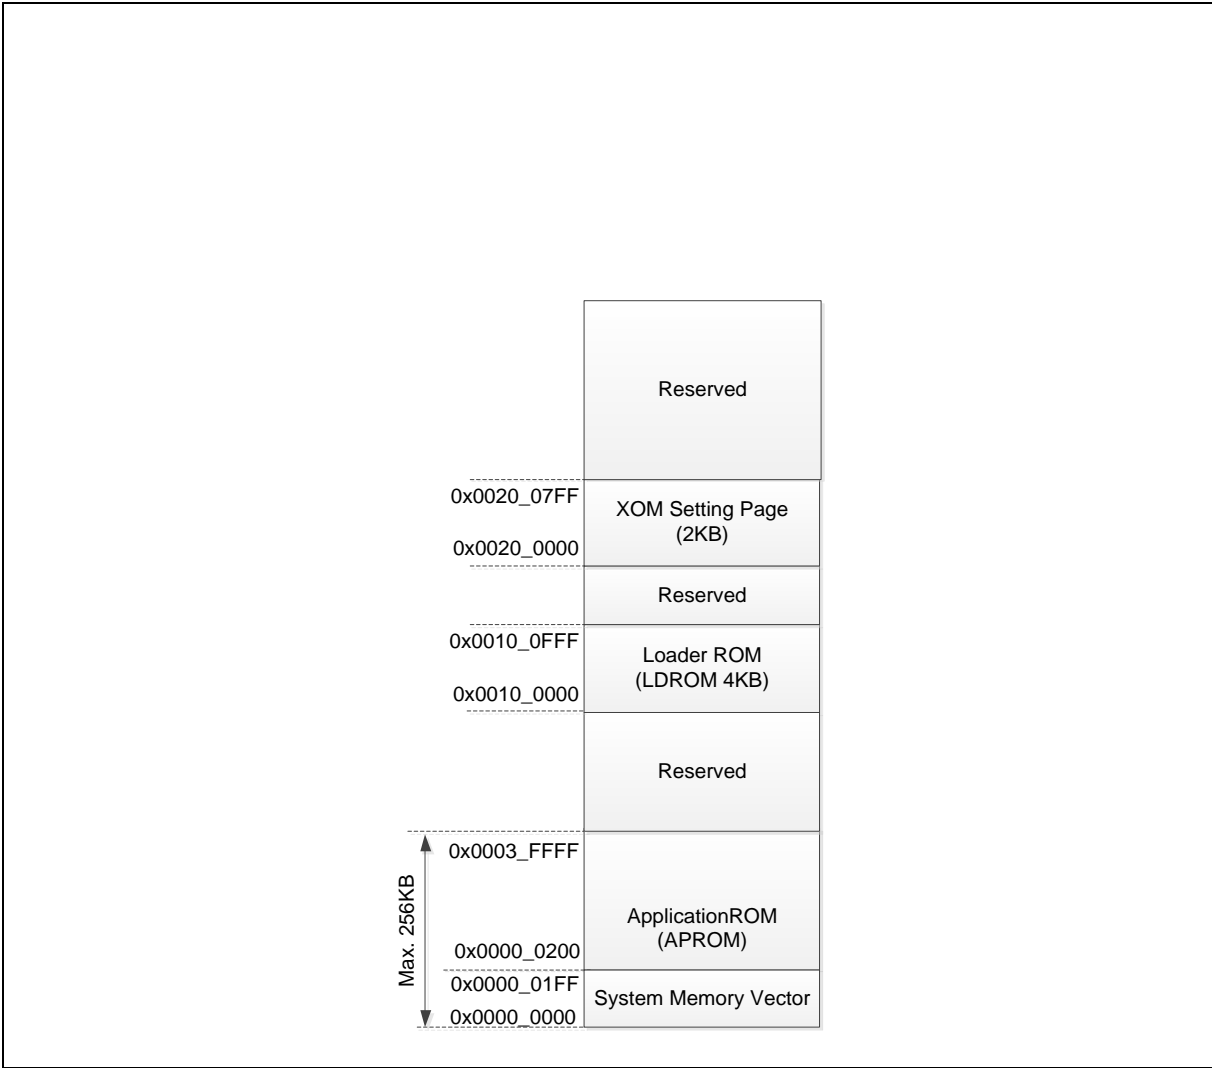 Reserved
0x0020_07FF
XOM Setting Page
(2KB)
0x0020_0000
Reserved
0x0010_0FFF
Loader ROM
(LDROM 4KB)
0x0010_0000
Reserved
0x0003_FFFF
Max. 256KB
ApplicationROM
(APROM)
0x0000_0200
0x0000_01FF
System Memory Vector
0x0000_0000